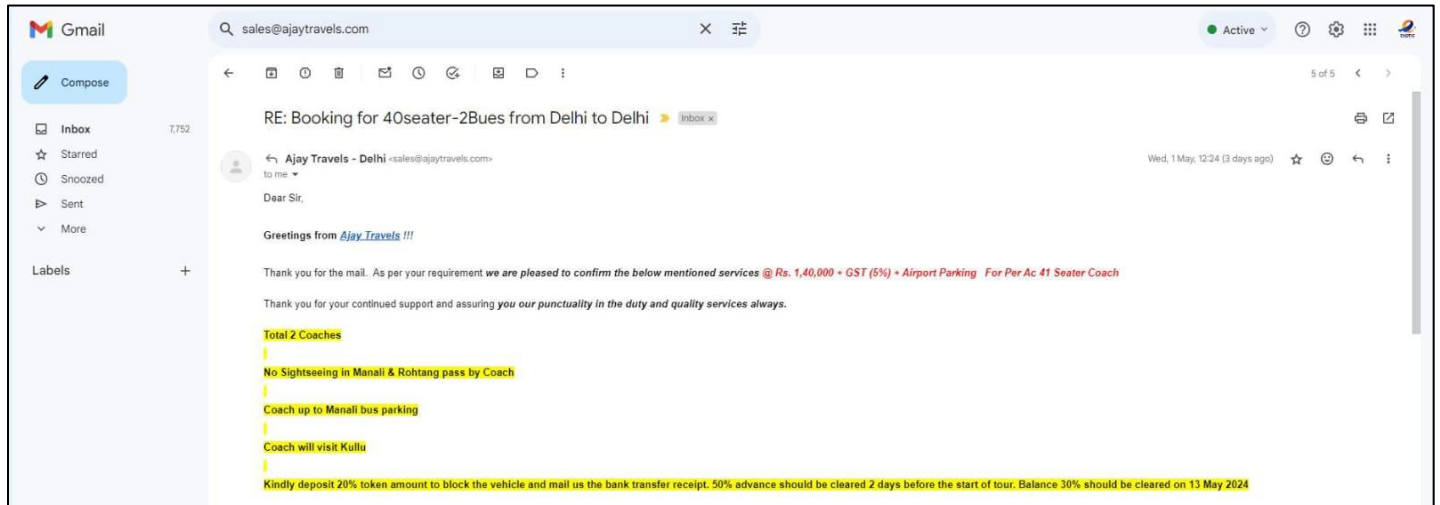 Gmail
sales@ajaytravels.com
Active
Compose
5 of 5
RE: Booking for 40seater-2Bues from Delhi to Delhi Inbox x
Inbox 7,752
Starred
Snoozed
Sent
More
Labels +
Ajay Travels - Delhi <sales@ajaytravels.com> Wed, 1 May, 12:24 (3 days ago)
to me
Dear Sir,
Greetings from Ajay Travels !!!
Thank you for the mail. As per your requirement we are pleased to confirm the below mentioned services @ Rs. 1,40,000 + GST (5%) + Airport Parking For Per Ac 41 Seater Coach
Thank you for your continued support and assuring you our punctuality in the duty and quality services always.
Total 2 Coaches
No Sightseeing in Manali & Rohtang pass by Coach
Coach up to Manali bus parking
Coach will visit Kullu
Kindly deposit 20% token amount to block the vehicle and mail us the bank transfer receipt. 50% advance should be cleared 2 days before the start of tour. Balance 30% should be cleared on 13 May 2024